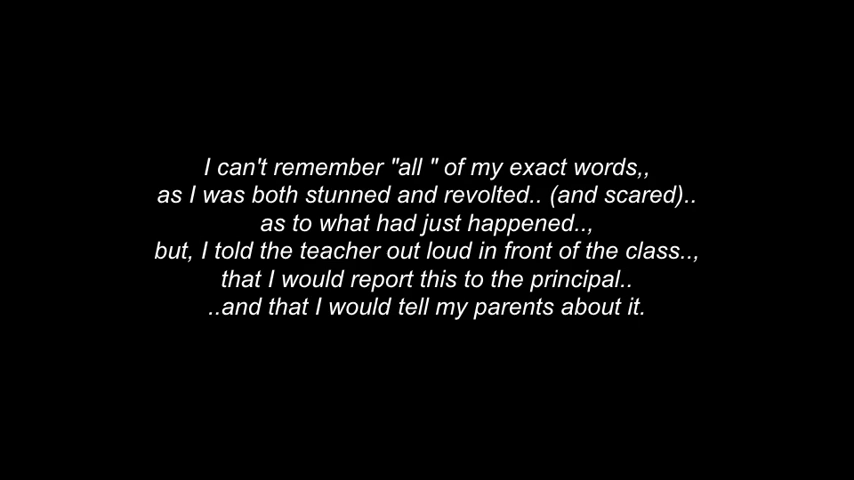 I can't remember "all " of my exact words,,
as I was both stunned and revolted.. (and scared)..
as to what had just happened..,
but, I told the teacher out loud in front of the class..,
that I would report this to the principal..
..and that I would tell my parents about it.